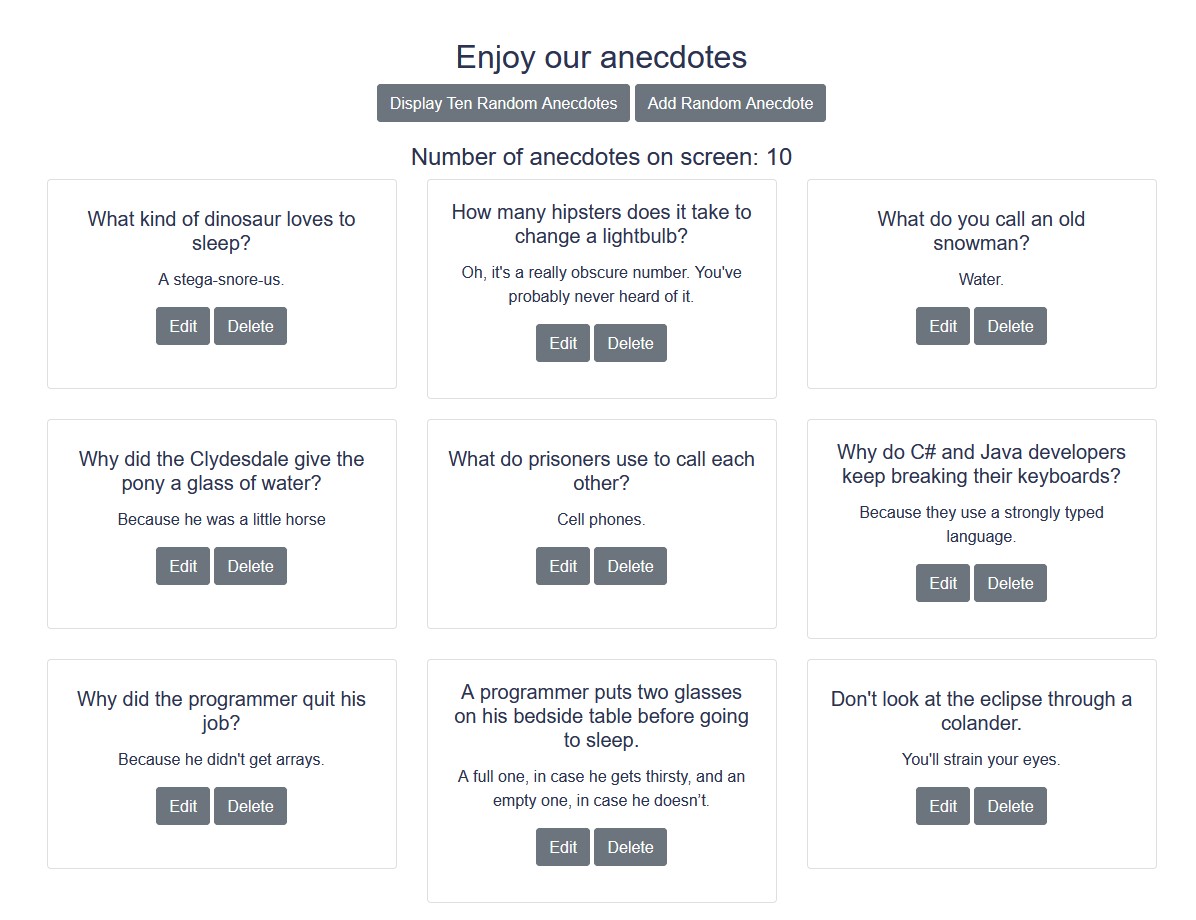 Enjoy our anecdotes
Display Ten Random Anecdotes
Add Random Anecdote
Number of anecdotes on screen: 10
What kind of dinosaur loves to
sleep?
A stega-snore-us.
Edit
Delete
How many hipsters does it take to
change a lightbulb?
Oh, it's a really obscure number. You've
probably never heard of it.
Edit
Delete
What do you call an old
snowman?
Water.
Edit
Delete
Why did the Clydesdale give the
pony a glass of water?
Because he was a little horse
Edit
Delete
What do prisoners use to call each
other?
Cell phones.
Edit
Delete
Why do C# and Java developers
keep breaking their keyboards?
Because they use a strongly typed
language.
Edit
Delete
Why did the programmer quit his
job?
Because he didn't get arrays.
Edit
Delete
A programmer puts two glasses
on his bedside table before going
to sleep.
A full one, in case he gets thirsty, and an
empty one, in case he doesn’t.
Edit
Delete
Don't look at the eclipse through a
colander.
You'll strain your eyes.
Edit
Delete